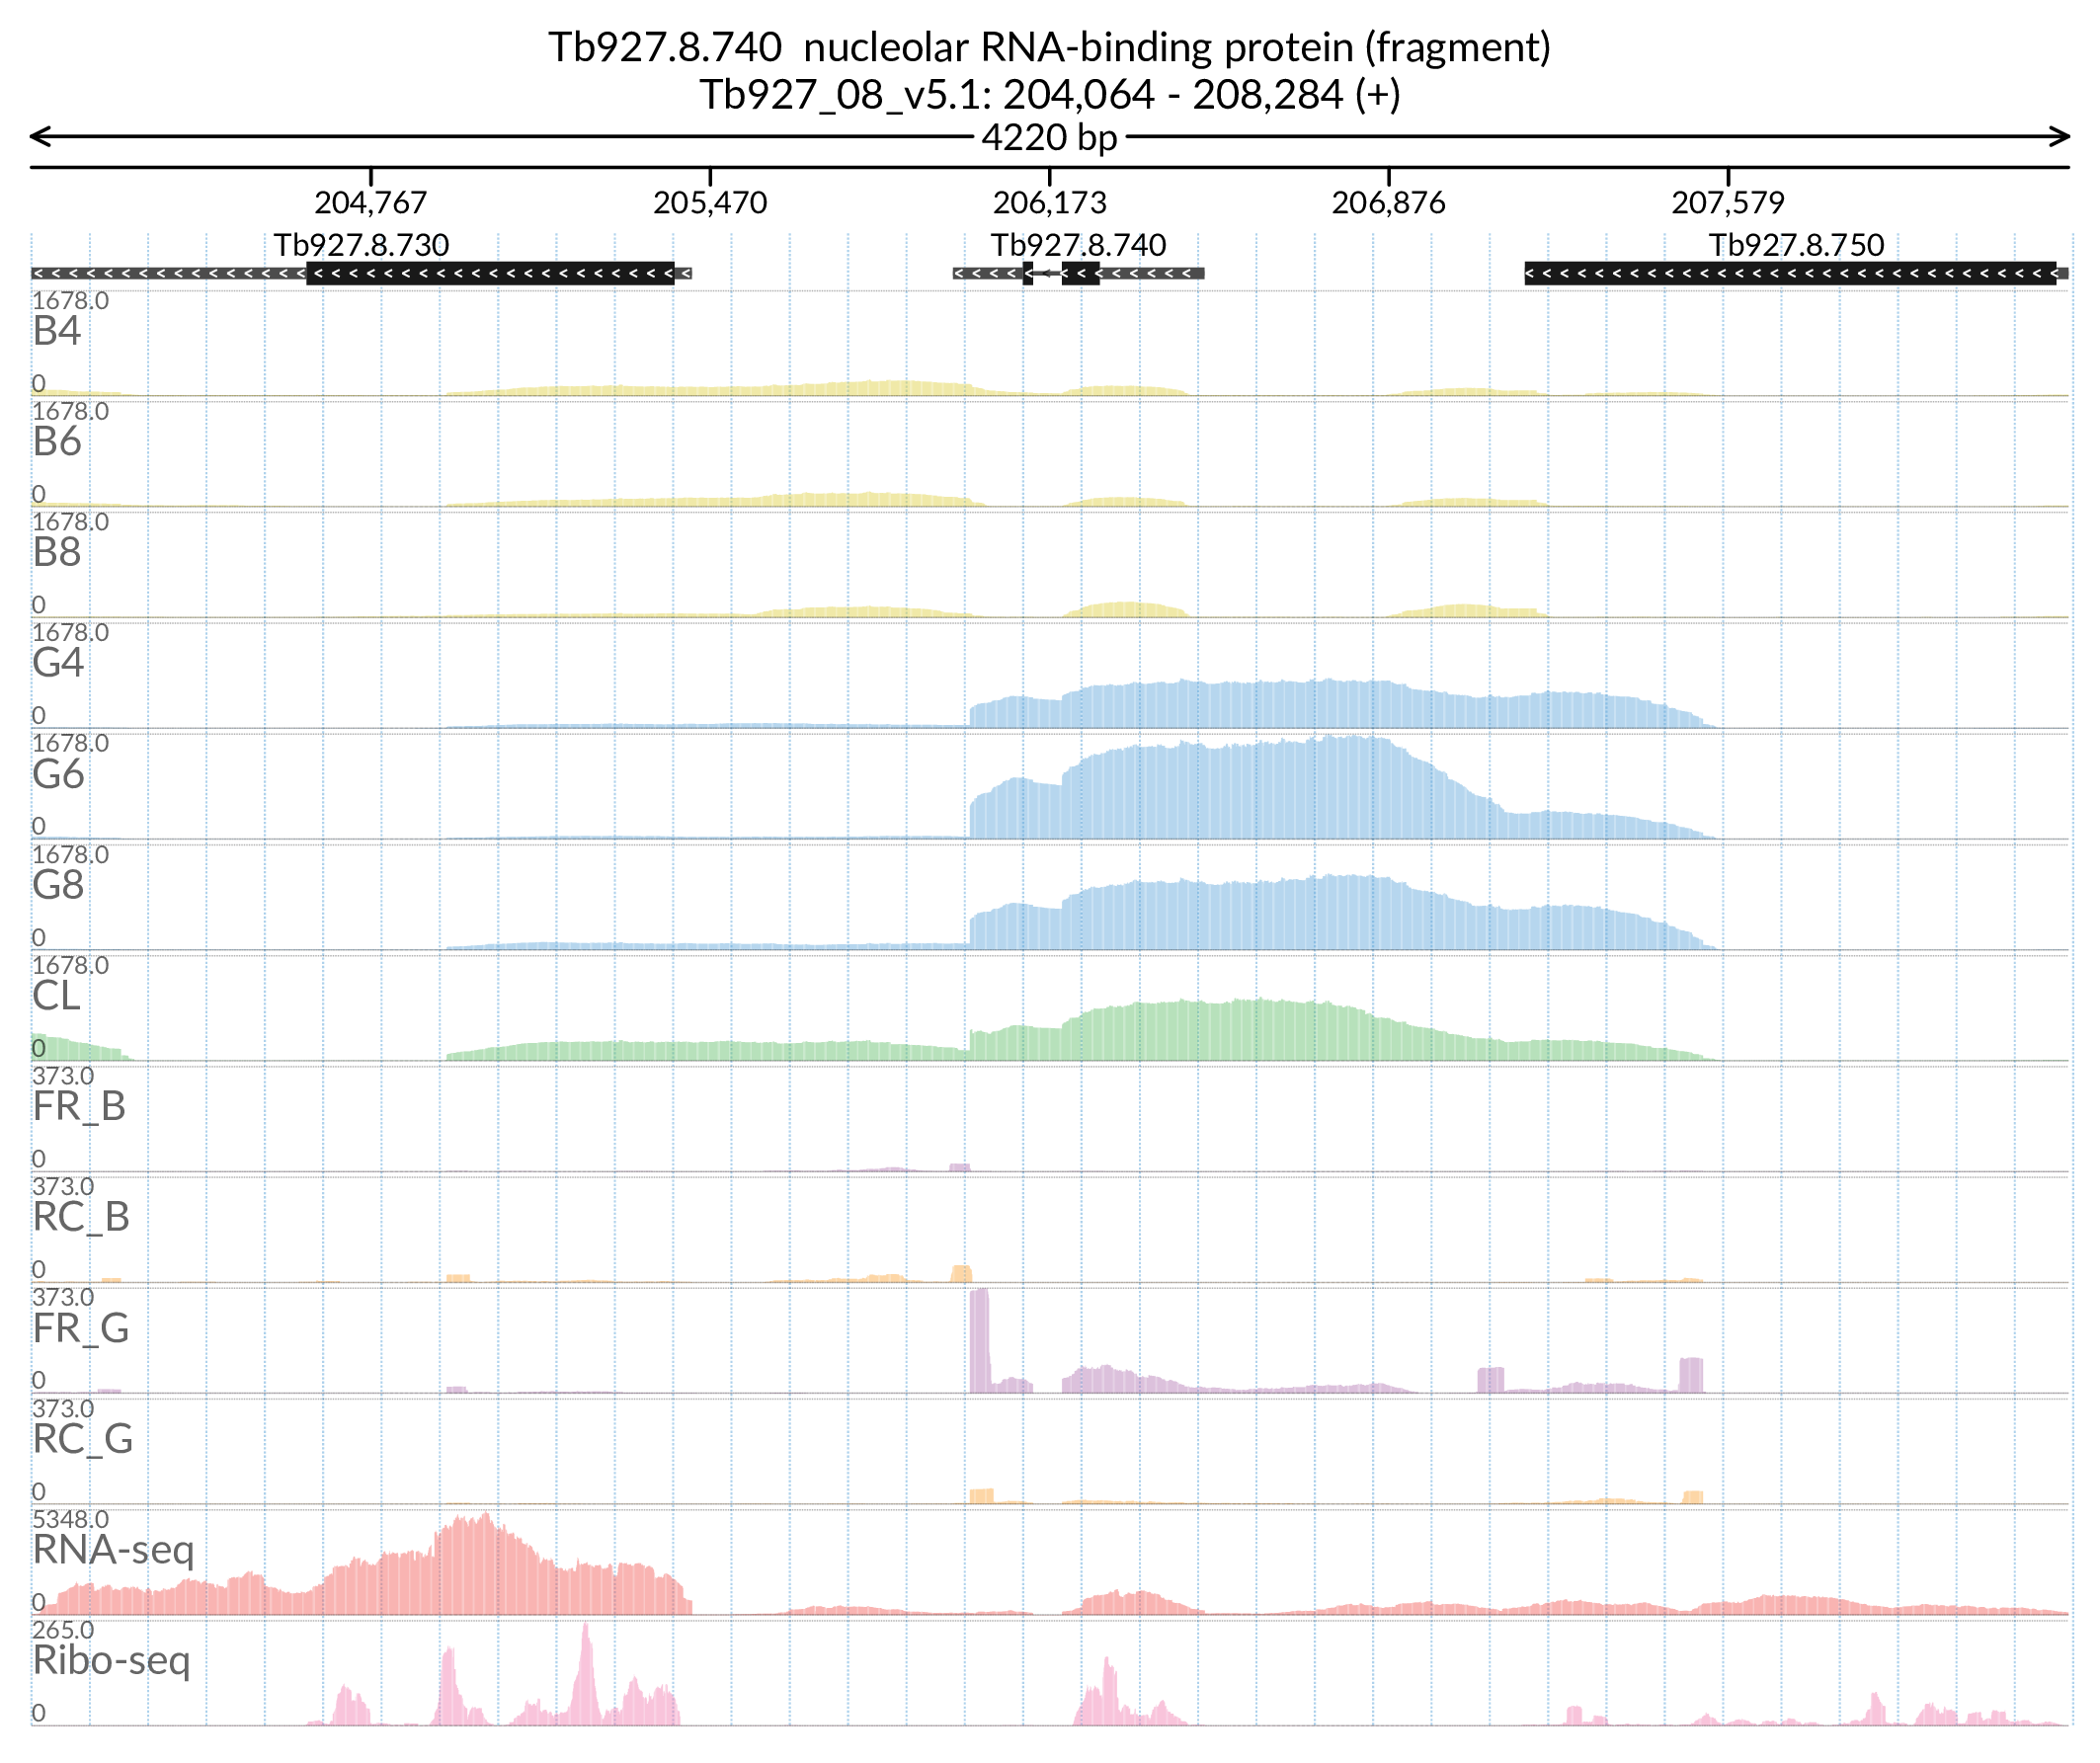 Tb927.8.740 nucleolar RNA-binding protein (fragment)
Tb927_08_v5.1: 204,064 - 208,284 (+)
4220 bp
204,767 205,470 206,173 206,876 207,579
Tb927.8.730 Tb927.8.740 Tb927.8.750
1678.0
B4
0
1678.0
B6
0
1678.0
B8
0
1678.0
G4
0
1678.0
G6
0
1678.0
G8
0
1678.0
CL
0
373.0
FR_B
0
373.0
RC_B
0
373.0
FR_G
0
373.0
RC_G
0
5348.0
RNA-seq
0
265.0
Ribo-seq
0